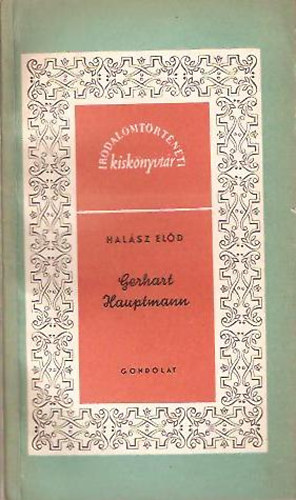 IRODALOMTÖRTÉNETI
kiskönyvtár
HALÁSZ ELŐD
Gerhart
Hauptmann
GONDOLAT